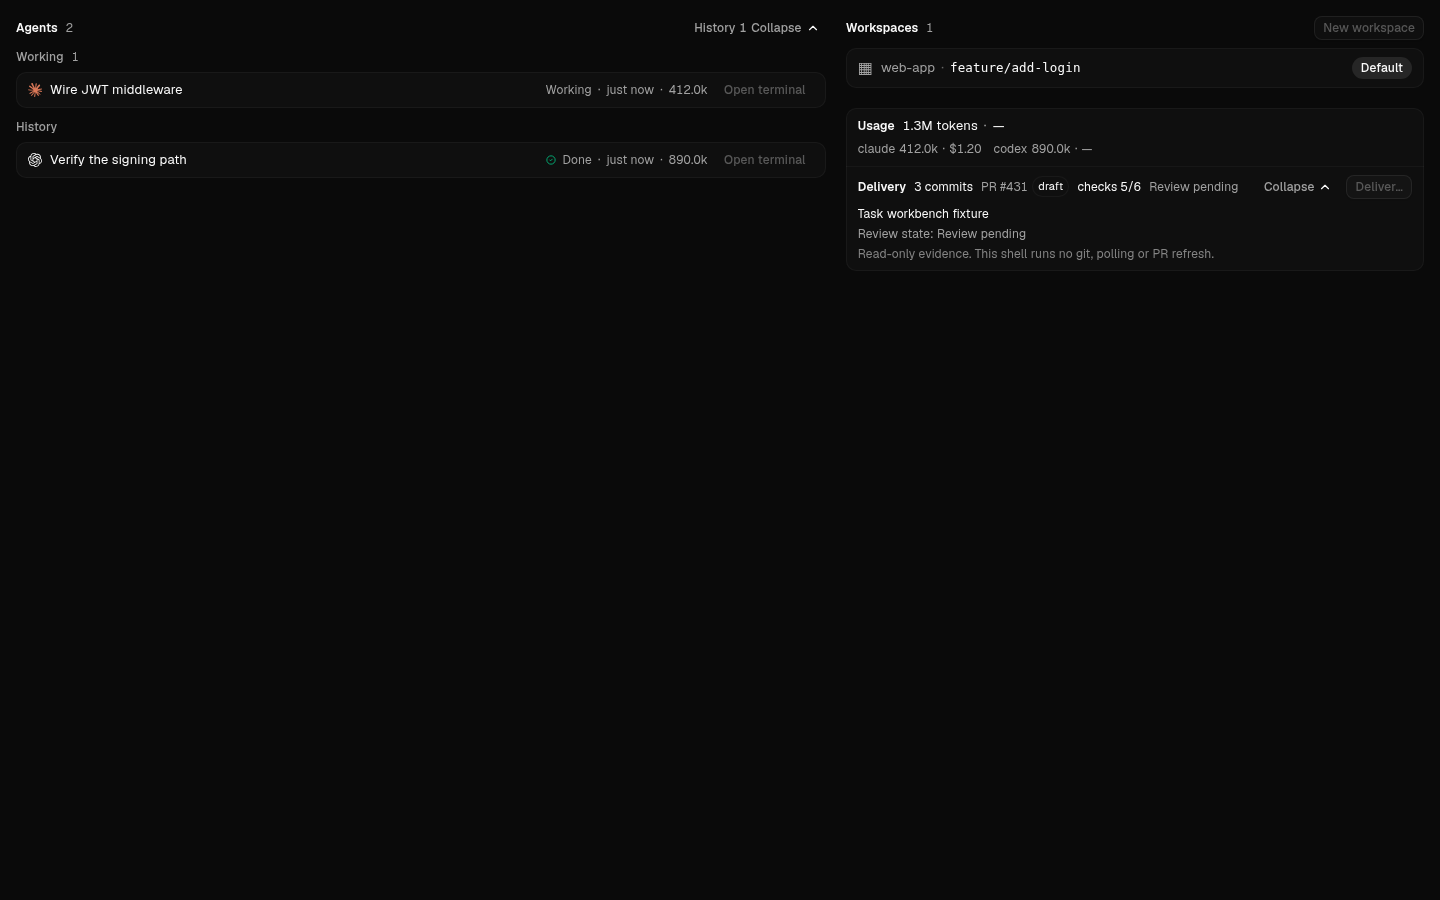 Agents 2
History 1 Collapse
Working 1
Wire JWT middleware
Working · just now · 412.0k Open terminal
History
Verify the signing path
Done · just now · 890.0k Open terminal
Workspaces 1
New workspace
web-app · feature/add-login
Default
Usage 1.3M tokens · —
claude 412.0k · $1.20 codex 890.0k · —
Delivery 3 commits PR #431 draft checks 5/6 Review pending Collapse Deliver...
Task workbench fixture
Review state: Review pending
Read-only evidence. This shell runs no git, polling or PR refresh.